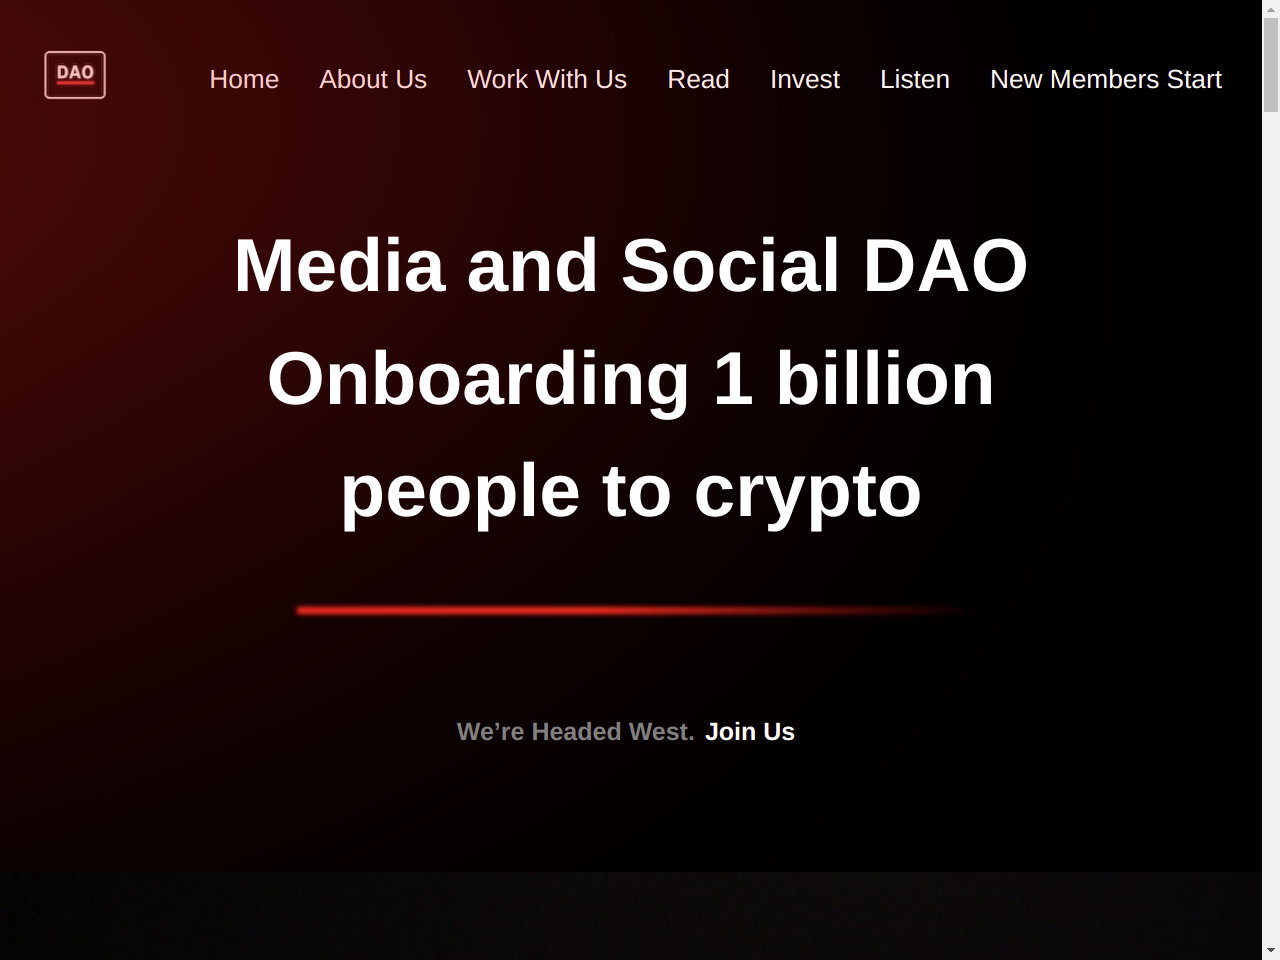 DAO
Home About Us Work With Us Read Invest Listen New Members Start
Media and Social DAO
Onboarding 1 billion
people to crypto
We’re Headed West. Join Us